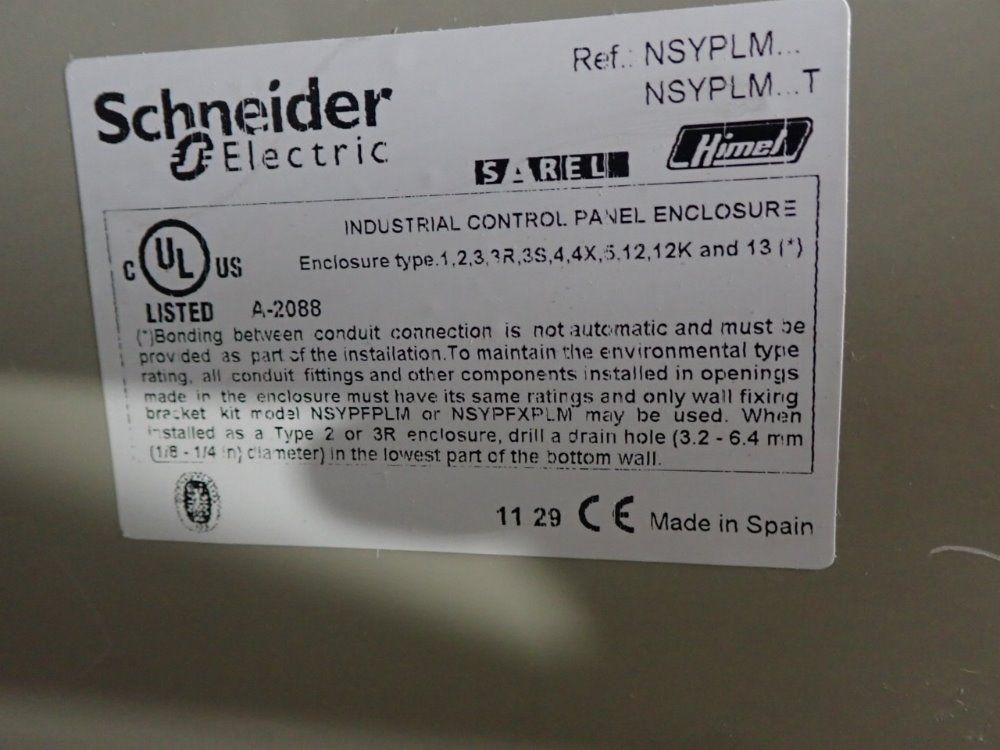 Ref.: NSYPLM...
NSYPLM...T
Schneider
Electric
SAREL
Himel
INDUSTRIAL CONTROL PANEL ENCLOSURE
Enclosure type.1,2,3,3R,3S,4,4X,5,12,12K and 13 (*)
C UL US
LISTED A-2088
(*)Bonding between conduit connection is not automatic and must be
provided as part of the installation.To maintain the environmental type
rating, all conduit fittings and other components installed in openings
made in the enclosure must have its same ratings and only wall fixing
bracket kit model NSYPFPLM or NSYPFXPLM may be used. When
installed as a Type 2 or 3R enclosure, drill a drain hole (3.2 - 6.4 mm
(1/8 - 1/4 in) diameter) in the lowest part of the bottom wall.
11 29 CE Made in Spain